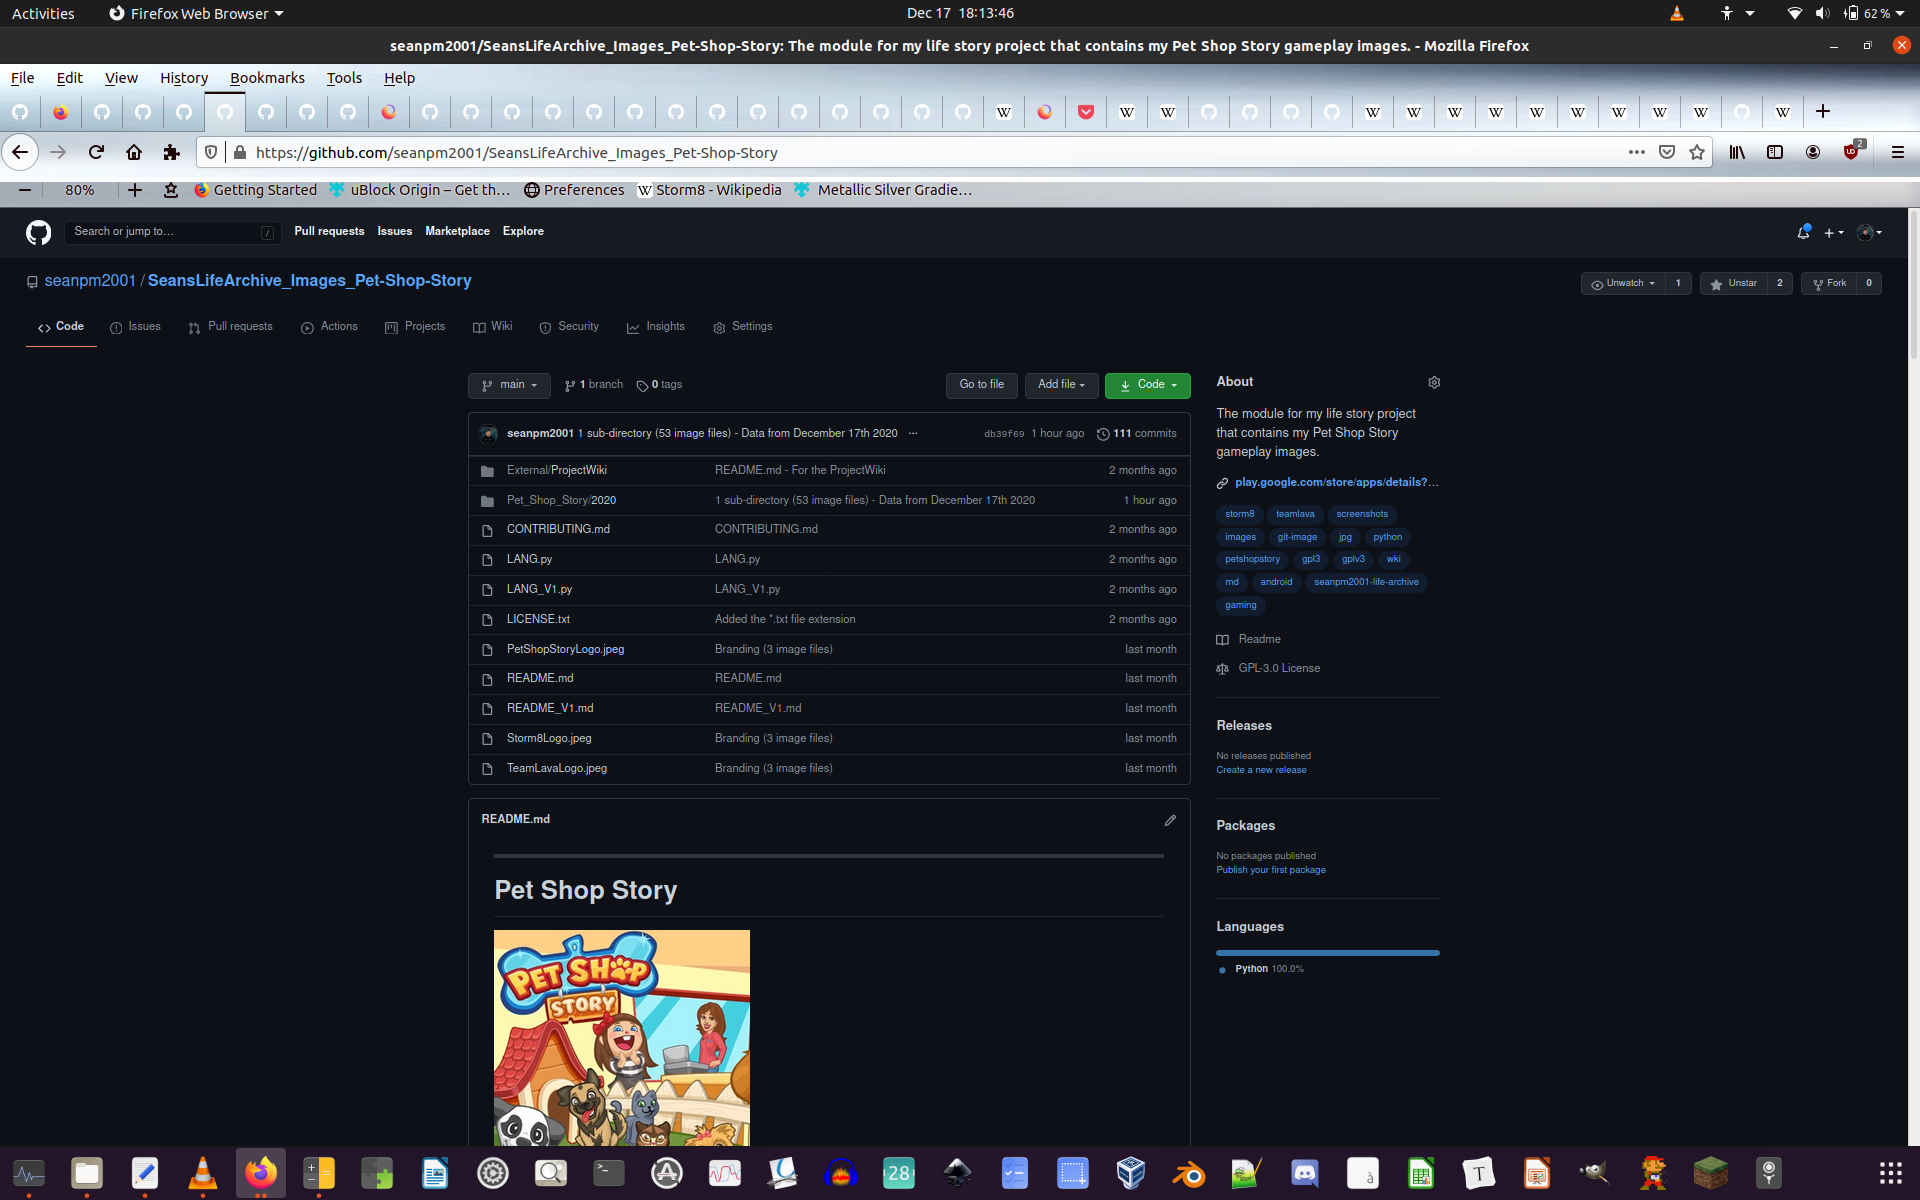 Activities
Firefox Web Browser
Dec 17 18:13:46
62 %
seanpm2001/SeansLifeArchive_Images_Pet-Shop-Story: The module for my life story project that contains my Pet Shop Story gameplay images. - Mozilla Firefox
File Edit View History Bookmarks Tools Help
https://github.com/seanpm2001/SeansLifeArchive_Images_Pet-Shop-Story
2
80%
Getting Started
uBlock Origin – Get th…
Preferences
Storm8 - Wikipedia
Metallic Silver Gradie…
Search or jump to…
/
Pull requests Issues Marketplace Explore
seanpm2001 / SeansLifeArchive_Images_Pet-Shop-Story
Unwatch 1
Unstar 2
Fork 0
Code Issues Pull requests Actions Projects Wiki Security Insights Settings
main
1 branch
0 tags
Go to file
Add file
Code
seanpm2001 1 sub-directory (53 image files) - Data from December 17th 2020 ...
db39f69 1 hour ago
111 commits
External/ProjectWiki README.md - For the ProjectWiki 2 months ago
Pet_Shop_Story/2020 1 sub-directory (53 image files) - Data from December 17th 2020 1 hour ago
CONTRIBUTING.md CONTRIBUTING.md 2 months ago
LANG.py LANG.py 2 months ago
LANG_V1.py LANG_V1.py 2 months ago
LICENSE.txt Added the *.txt file extension 2 months ago
PetShopStoryLogo.jpeg Branding (3 image files) last month
README.md README.md last month
README_V1.md README_V1.md last month
Storm8Logo.jpeg Branding (3 image files) last month
TeamLavaLogo.jpeg Branding (3 image files) last month
README.md
Pet Shop Story
PET SHOP
STORY
About
The module for my life story project
that contains my Pet Shop Story
gameplay images.
play.google.com/store/apps/details?…
storm8 teamlava screenshots
images git-image jpg python
petshopstory gpl3 gplv3 wki
md android seanpm2001-life-archive
gaming
Readme
GPL-3.0 License
Releases
No releases published
Create a new release
Packages
No packages published
Publish your first package
Languages
Python 100.0%
28